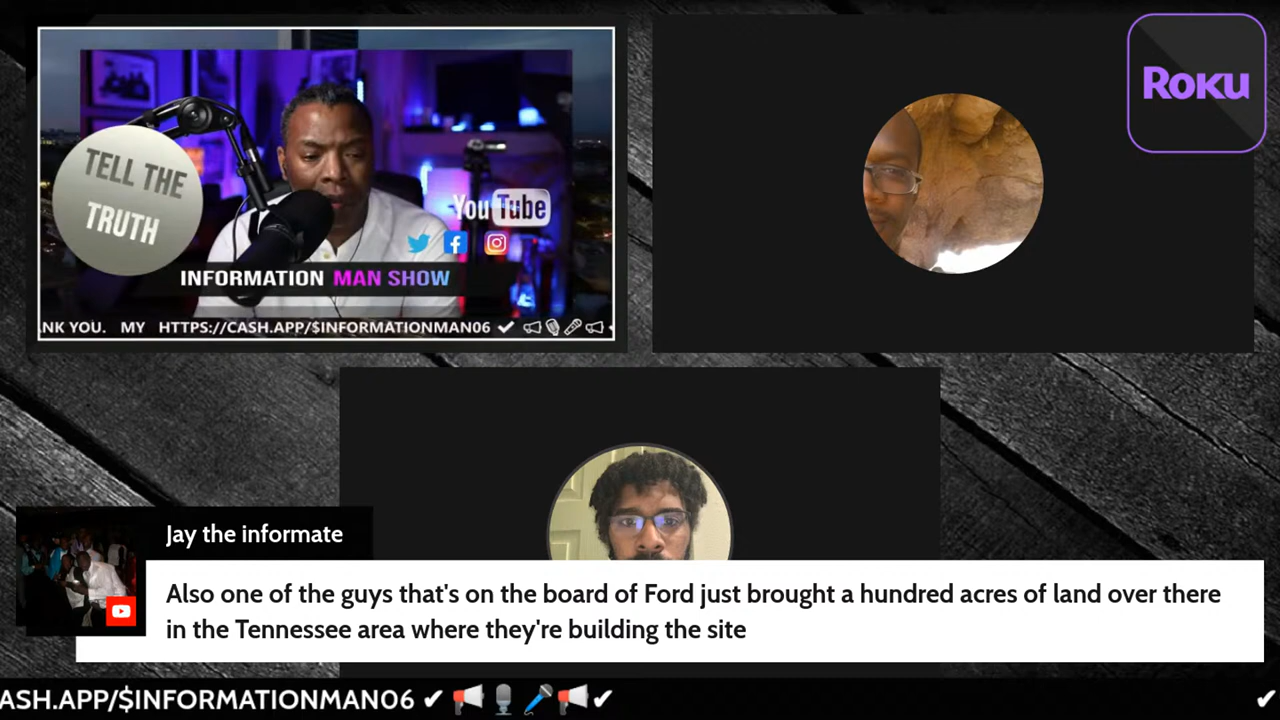 Roku
TELL THE
TRUTH
YouTube
INFORMATION MAN SHOW
NK YOU. MY HTTPS://CASH.APP/$INFORMATIONMAN06
Jay the informate
Also one of the guys that's on the board of Ford just brought a hundred acres of land over there
in the Tennessee area where they're building the site
ASH.APP/$INFORMATIONMAN06